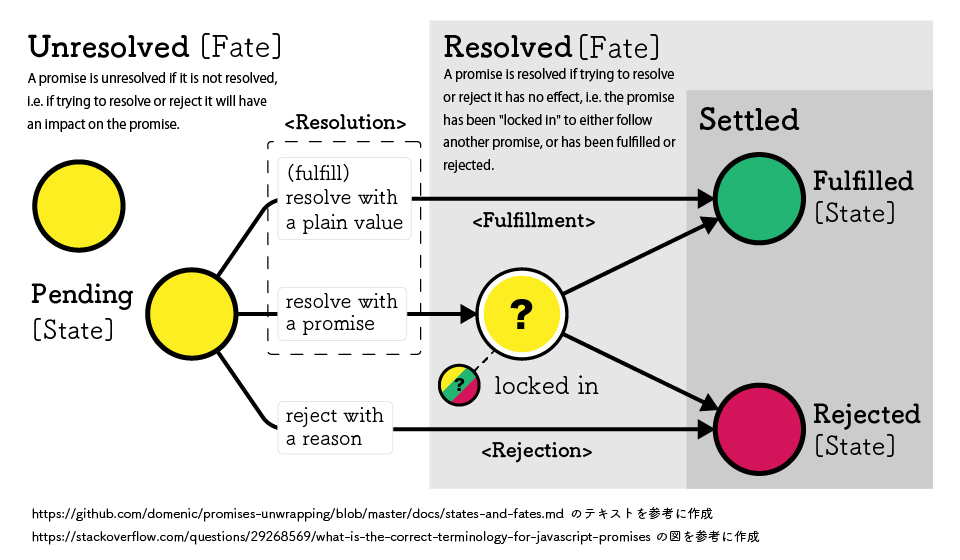 Unresolved [Fate]
A promise is unresolved if it is not resolved,
i.e. if trying to resolve or reject it will have
an impact on the promise.
Resolved [Fate]
A promise is resolved if trying to resolve
or reject it has no effect, i.e. the promise
has been "locked in" to either follow
another promise, or has been fulfilled or
rejected.
Settled
<Resolution>
(fulfill)
resolve with
a plain value
<Fulfillment>
Fulfilled
[State]
Pending
[State]
resolve with
a promise
?
?
locked in
reject with
a reason
<Rejection>
Rejected
[State]
https://github.com/domenic/promises-unwrapping/blob/master/docs/states-and-fates.md のテキストを参考に作成
https://stackoverflow.com/questions/29268569/what-is-the-correct-terminology-for-javascript-promises の図を参考に作成